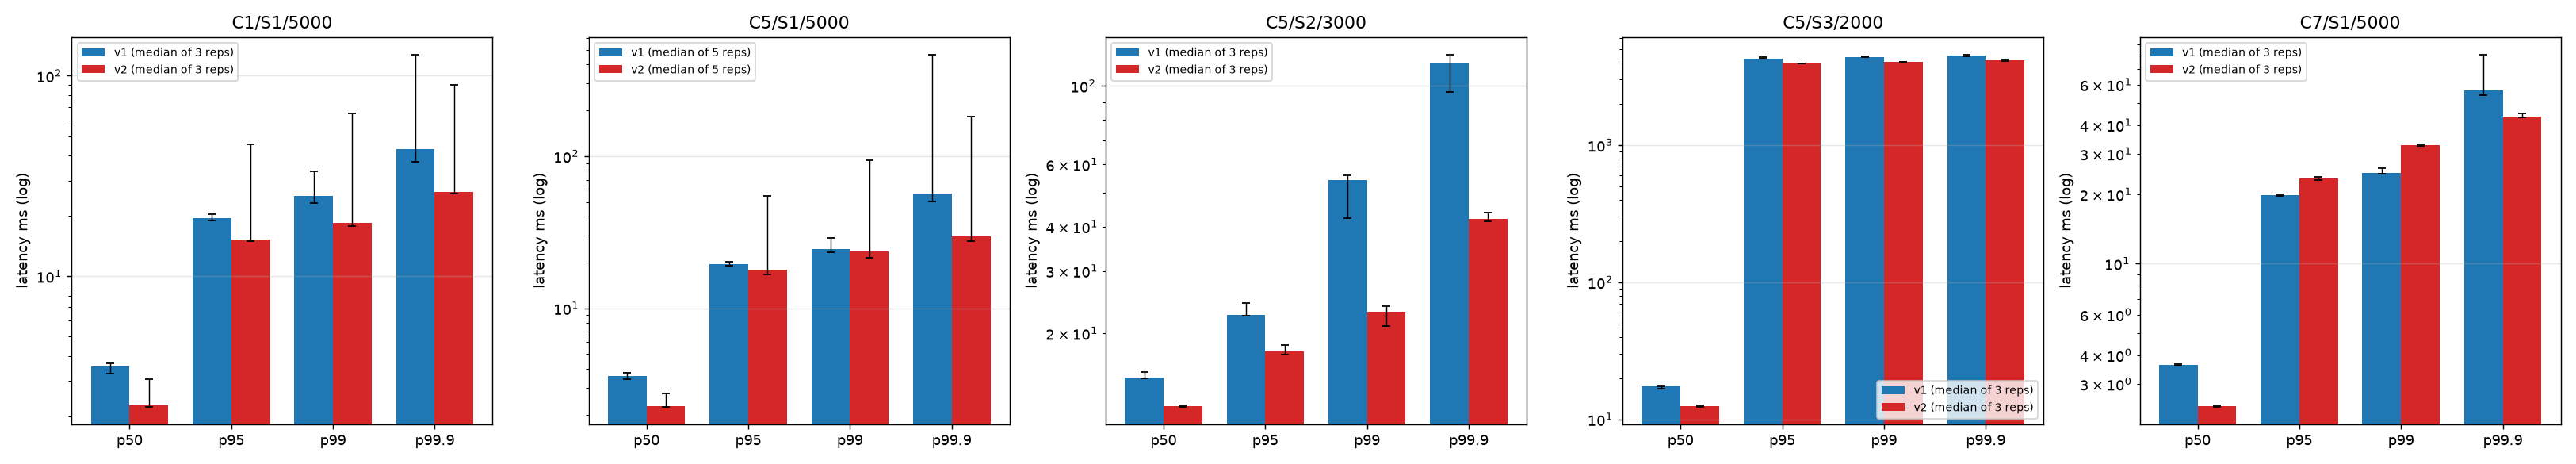 C1/S1/5000
v1 (median of 3 reps)
v2 (median of 3 reps)
latency ms (log)
10²
10¹
p50 p95 p99 p99.9
C5/S1/5000
v1 (median of 5 reps)
v2 (median of 5 reps)
latency ms (log)
10²
10¹
p50 p95 p99 p99.9
C5/S2/3000
v1 (median of 3 reps)
v2 (median of 3 reps)
latency ms (log)
10²
6 × 10¹
4 × 10¹
3 × 10¹
2 × 10¹
p50 p95 p99 p99.9
C5/S3/2000
latency ms (log)
10³
10²
10¹
v1 (median of 3 reps)
v2 (median of 3 reps)
p50 p95 p99 p99.9
C7/S1/5000
v1 (median of 3 reps)
v2 (median of 3 reps)
latency ms (log)
6 × 10¹
4 × 10¹
3 × 10¹
2 × 10¹
10¹
6 × 10⁰
4 × 10⁰
3 × 10⁰
p50 p95 p99 p99.9